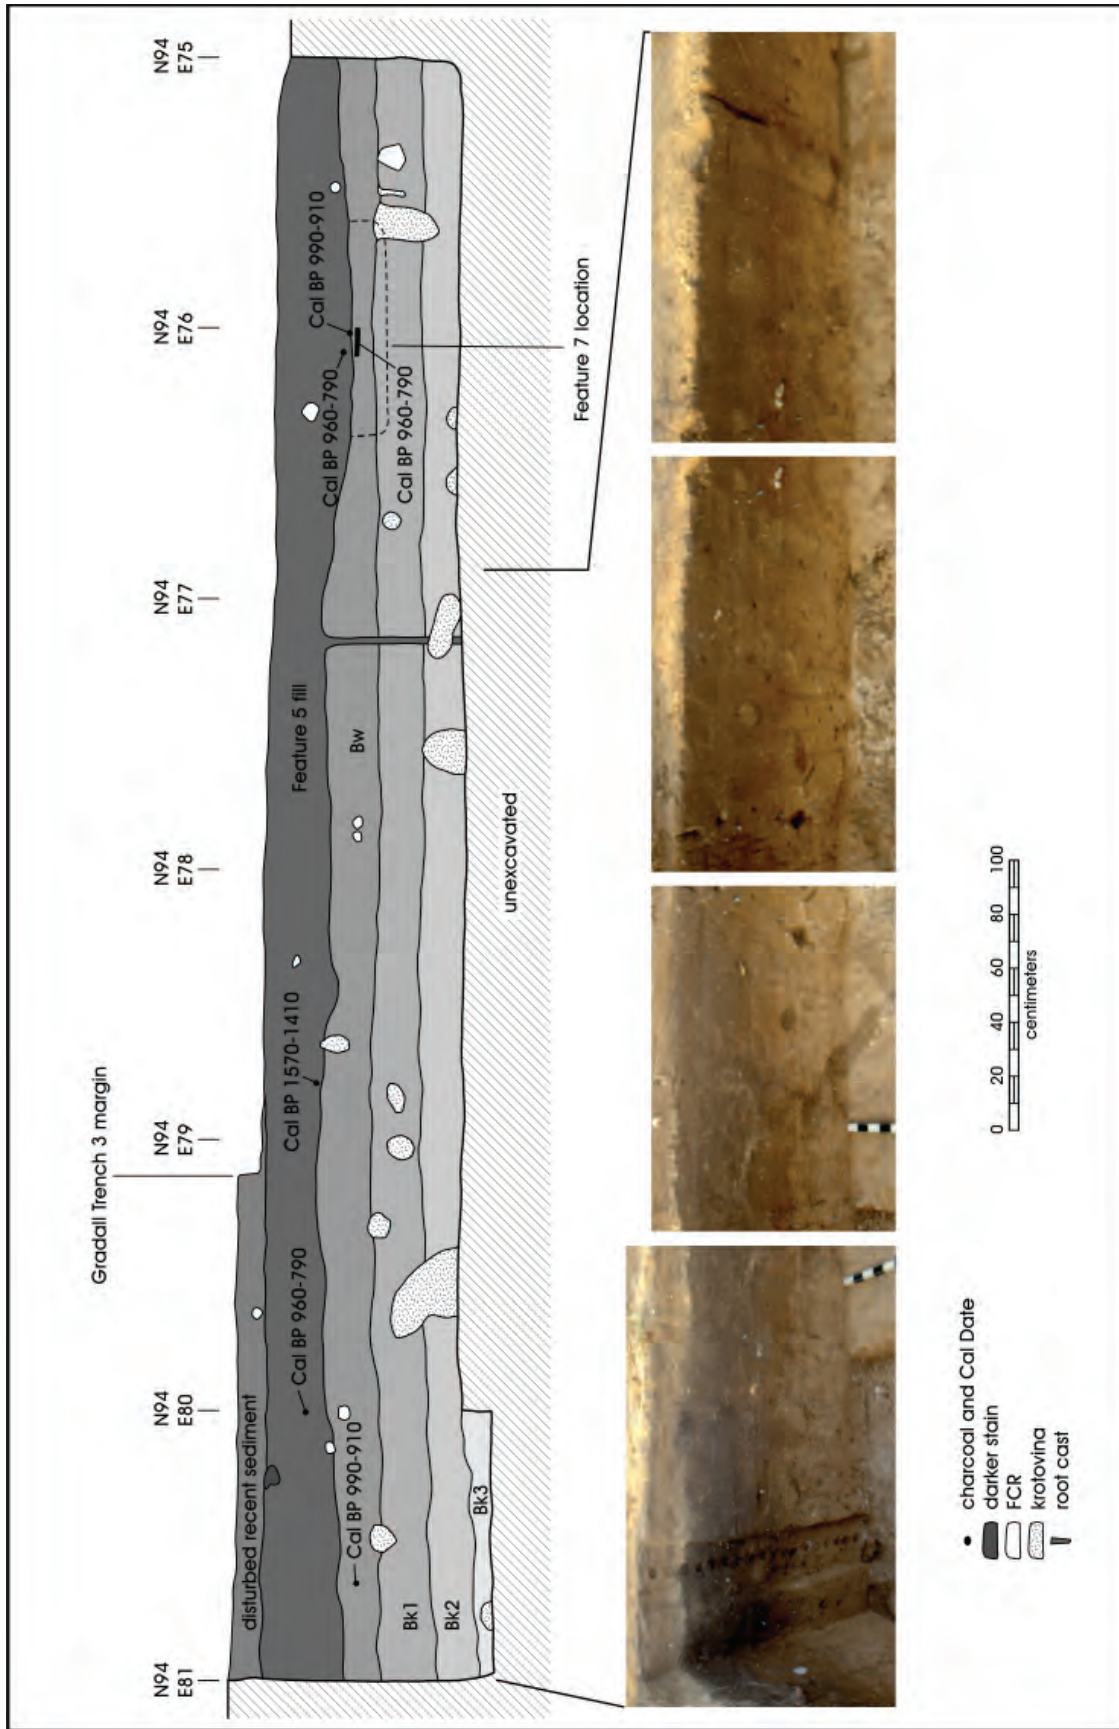 Gradall Trench 3 margin
N94
E81
N94
E80
N94
E79
N94
E78
N94
E77
N94
E76
N94
E75
disturbed recent sediment
Cal BP 960-790
Cal BP 1570-1410
Feature 5 fill
Cal BP 960-790
Cal BP 990-910
Cal BP 990-910
Bw
Cal BP 960-790
Bk1
Bk2
Bk3
unexcavated
Feature 7 location
charcoal and Cal Date
darker stain
FCR
krotovina
root cast
0 20 40 60 80 100
centimeters